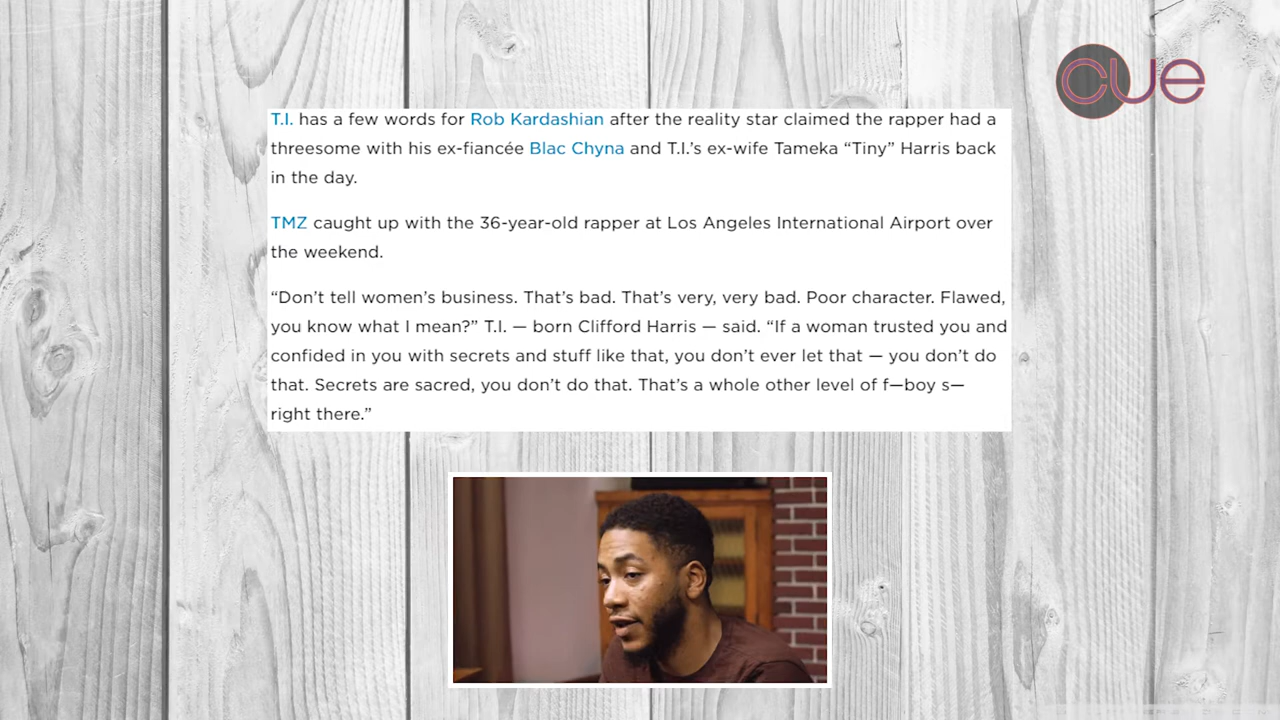 cue
T.I. has a few words for Rob Kardashian after the reality star claimed the rapper had a
threesome with his ex-fiancée Blac Chyna and T.I.’s ex-wife Tameka “Tiny” Harris back
in the day.
TMZ caught up with the 36-year-old rapper at Los Angeles International Airport over
the weekend.
“Don’t tell women’s business. That’s bad. That’s very, very bad. Poor character. Flawed,
you know what I mean?” T.I. — born Clifford Harris — said. “If a woman trusted you and
confided in you with secrets and stuff like that, you don’t ever let that — you don’t do
that. Secrets are sacred, you don’t do that. That’s a whole other level of f—boy s—
right there.”